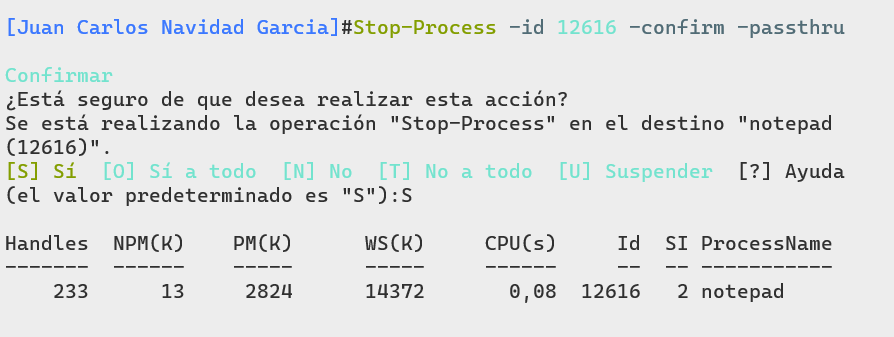 [Juan Carlos Navidad Garcia]#Stop-Process -id 12616 -confirm -passthru
Confirmar
¿Está seguro de que desea realizar esta acción?
Se está realizando la operación "Stop-Process" en el destino "notepad
(12616)".
[S] Sí  [O] Sí a todo  [N] No  [T] No a todo  [U] Suspender  [?] Ayuda
(el valor predeterminado es "S"):S
Handles  NPM(K)    PM(K)      WS(K)     CPU(s)     Id  SI ProcessName
-------  ------    -----      -----     ------     --  -- -----------
    233      13     2824      14372       0,08  12616   2 notepad